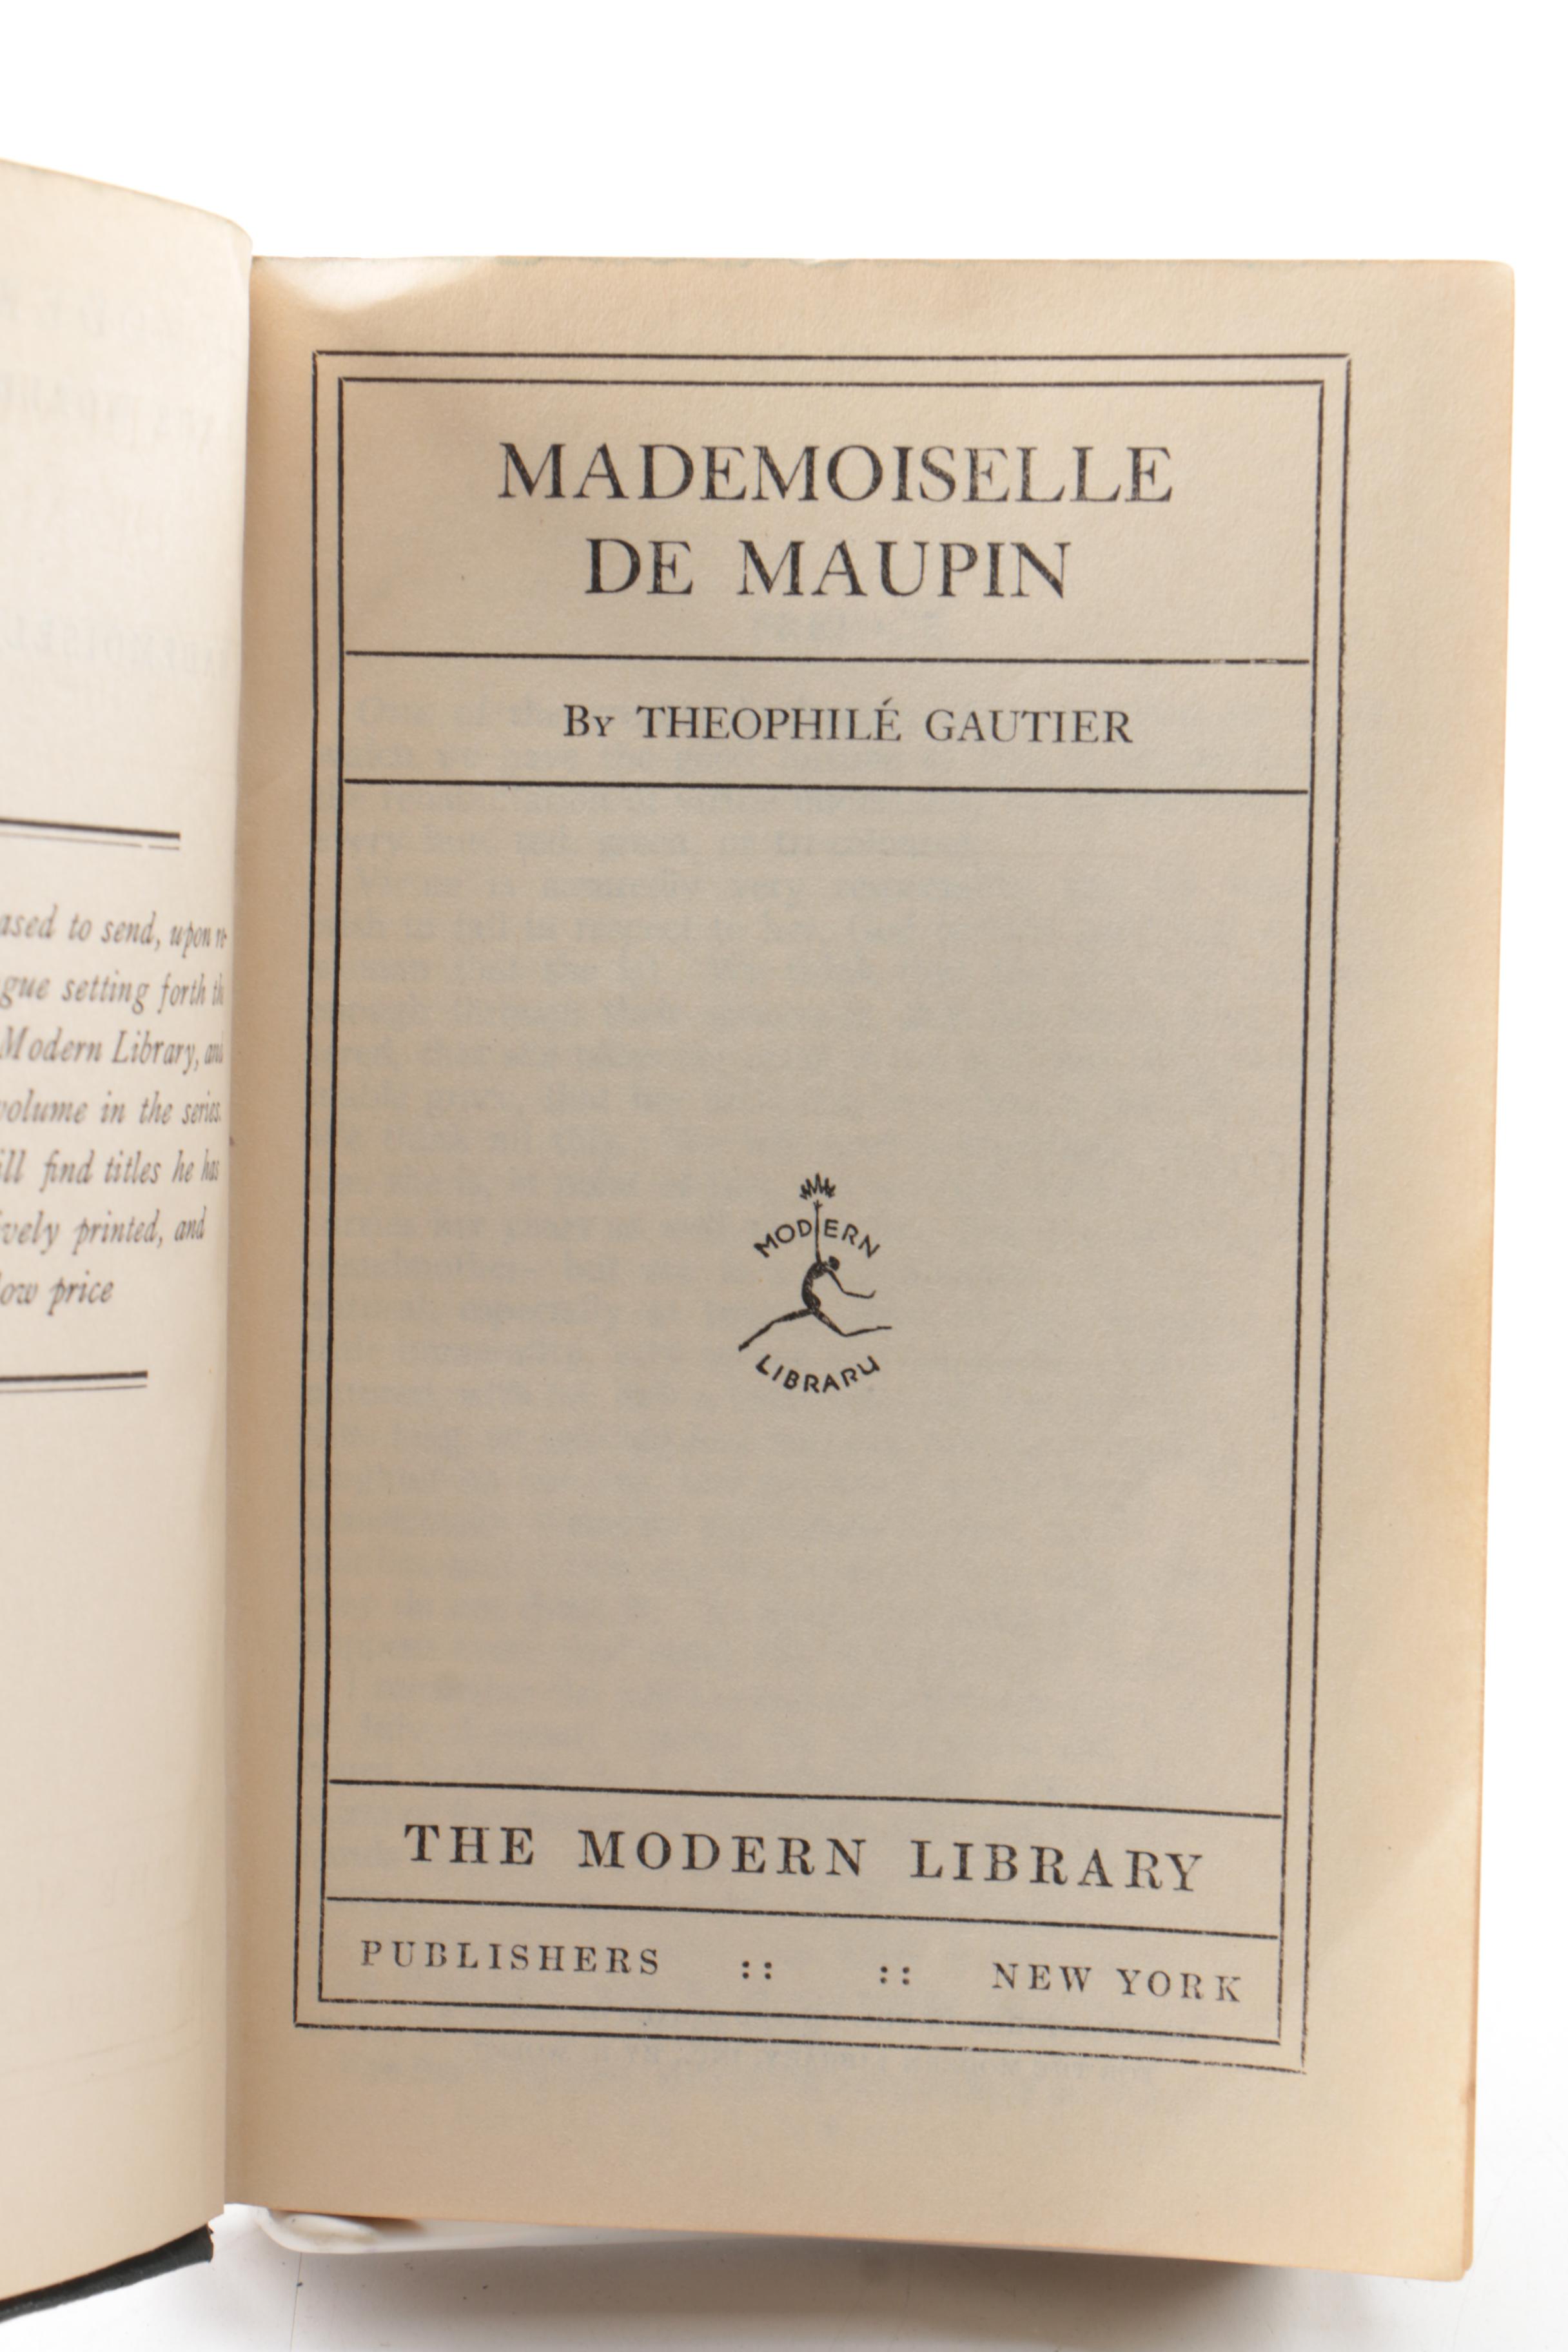 ased to send, upon re-
gue setting forth the
Modern Library, and
volume in the series.
ill find titles he has
vely printed, and
low price
MADEMOISELLE
DE MAUPIN
By THEOPHILÉ GAUTIER
MODERN
LIBRARY
THE MODERN LIBRARY
PUBLISHERS :: :: NEW YORK